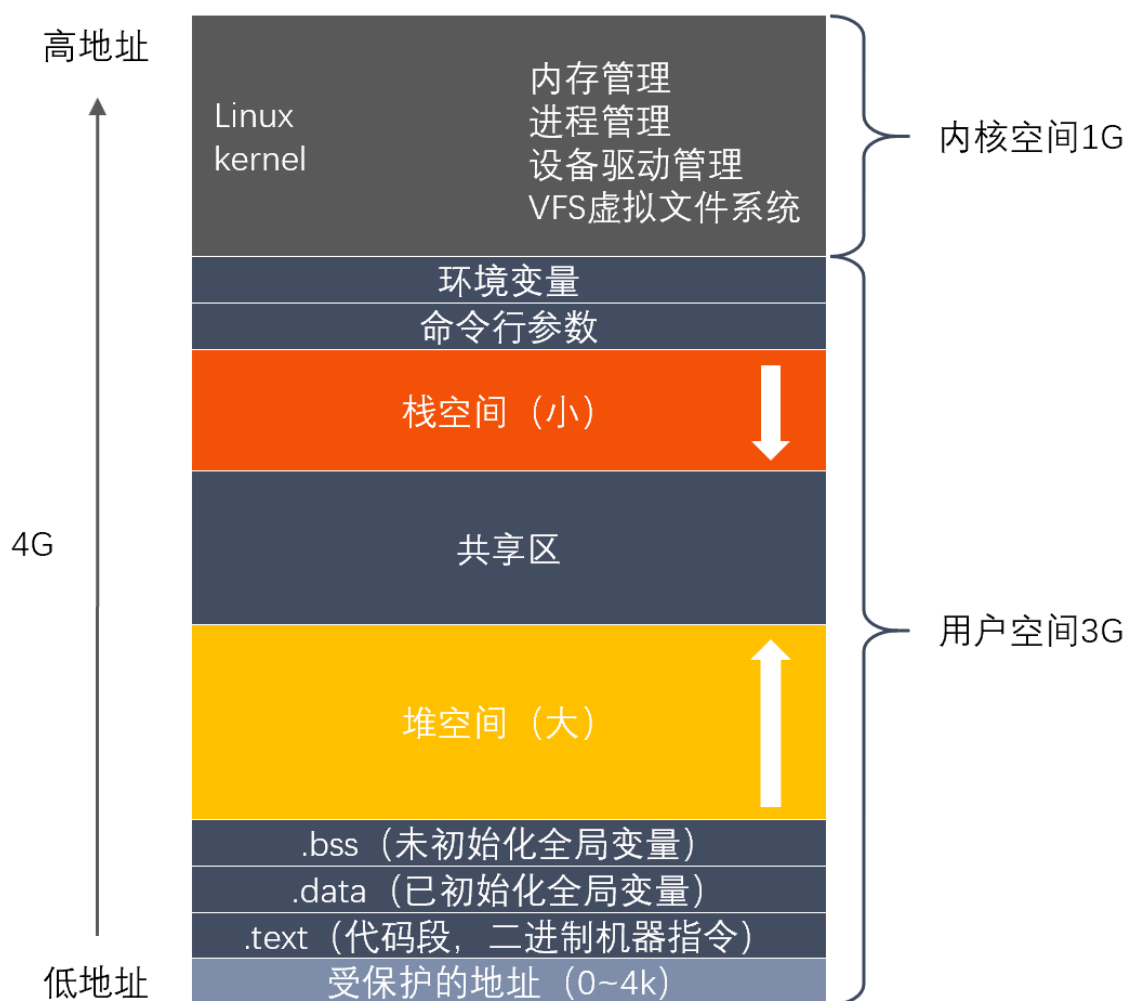 高地址
Linux
kernel
内存管理
进程管理
设备驱动管理
VFS虚拟文件系统
内核空间1G
环境变量
命令行参数
栈空间（小）
4G
共享区
用户空间3G
堆空间（大）
.bss（未初始化全局变量）
.data（已初始化全局变量）
.text（代码段，二进制机器指令）
低地址
受保护的地址（0~4k）